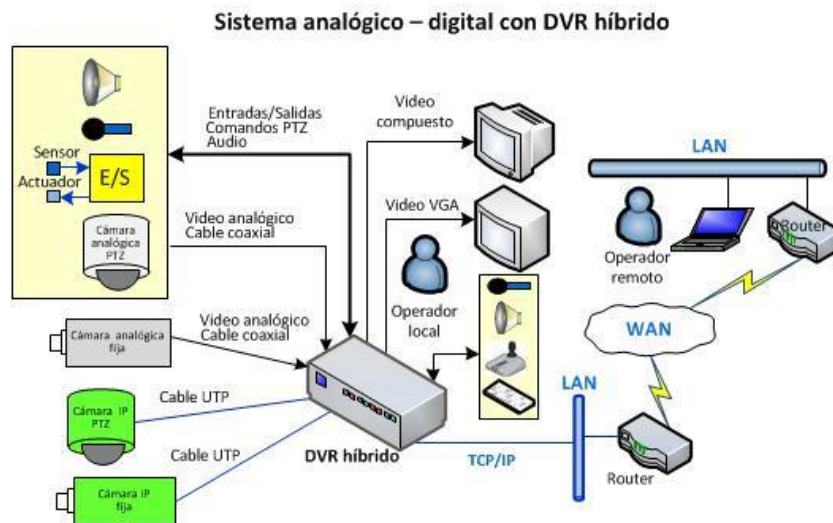 Sistema analógico – digital con DVR híbrido
Entradas/Salidas
Comandos PTZ
Audio
Sensor
Actuador
E/S
Cámara
analógica
PTZ
Video analógico
Cable coaxial
Video
compuesto
Video VGA
Operador
local
LAN
Operador
remoto
Router
WAN
Cámara analógica
fija
Video analógico
Cable coaxial
Cámara IP
PTZ
Cable UTP
Cámara IP
fija
Cable UTP
DVR híbrido
TCP/IP
LAN
Router